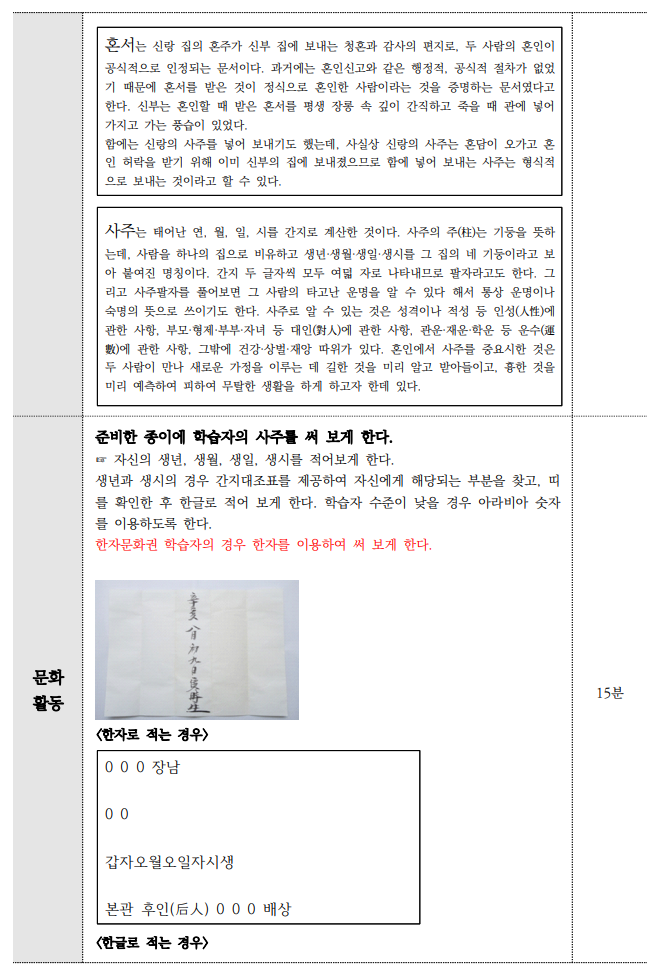 혼서는 신랑 집의 혼주가 신부 집에 보내는 청혼과 감사의 편지로, 두 사람의 혼인이
공식적으로 인정되는 문서이다. 과거에는 혼인신고와 같은 행정적, 공식적 절차가 없었
기 때문에 혼서를 받은 것이 정식으로 혼인한 사람이라는 것을 증명하는 문서였다고
한다. 신부는 혼인할 때 받은 혼서를 평생 장롱 속 깊이 간직하고 죽을 때 관에 넣어
가지고 가는 풍습이 있었다.
함에는 신랑의 사주를 넣어 보내기도 했는데, 사실상 신랑의 사주는 혼담이 오가고 혼
인 허락을 받기 위해 이미 신부의 집에 보내졌으므로 함에 넣어 보내는 사주는 형식적
으로 보내는 것이라고 할 수 있다.
사주는 태어난 연, 월, 일, 시를 간지로 계산한 것이다. 사주의 주(柱)는 기둥을 뜻하
는데, 사람을 하나의 집으로 비유하고 생년·생월·생일·생시를 그 집의 네 기둥이라고 보
아 붙여진 명칭이다. 간지 두 글자씩 모두 여덟 자로 나타내므로 팔자라고도 한다. 그
리고 사주팔자를 풀어보면 그 사람의 타고난 운명을 알 수 있다 해서 통상 운명이나
숙명의 뜻으로 쓰이기도 한다. 사주로 알 수 있는 것은 성격이나 적성 등 인성(人性)에
관한 사항, 부모·형제·부부·자녀 등 대인(對人)에 관한 사항, 관운·재운·학운 등 운수(運
數)에 관한 사항, 그밖에 건강·상벌·재앙 따위가 있다. 혼인에서 사주를 중요시한 것은
두 사람이 만나 새로운 가정을 이루는 데 길한 것을 미리 알고 받아들이고, 흉한 것을
미리 예측하여 피하여 무탈한 생활을 하게 하고자 한데 있다.
문화
활동
준비한 종이에 학습자의 사주를 써 보게 한다.
☞ 자신의 생년, 생월, 생일, 생시를 적어보게 한다.
생년과 생시의 경우 간지대조표를 제공하여 자신에게 해당되는 부분을 찾고, 띠
를 확인한 후 한글로 적어 보게 한다. 학습자 수준이 낮을 경우 아라비아 숫자
를 이용하도록 한다.
한자문화권 학습자의 경우 한자를 이용하여 써 보게 한다.
八月初九日
<한자로 적는 경우>
0 0 0 장남
0 0
갑자오월오일자시생
본관 후인(后人) 0 0 0 배상
<한글로 적는 경우>
15분